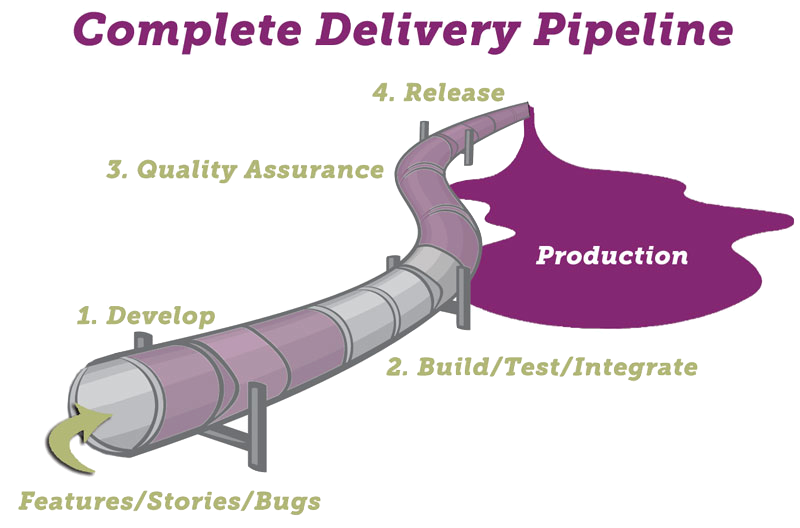 Complete Delivery Pipeline
4. Release
3. Quality Assurance
Production
1. Develop
2. Build/Test/Integrate
Features/Stories/Bugs